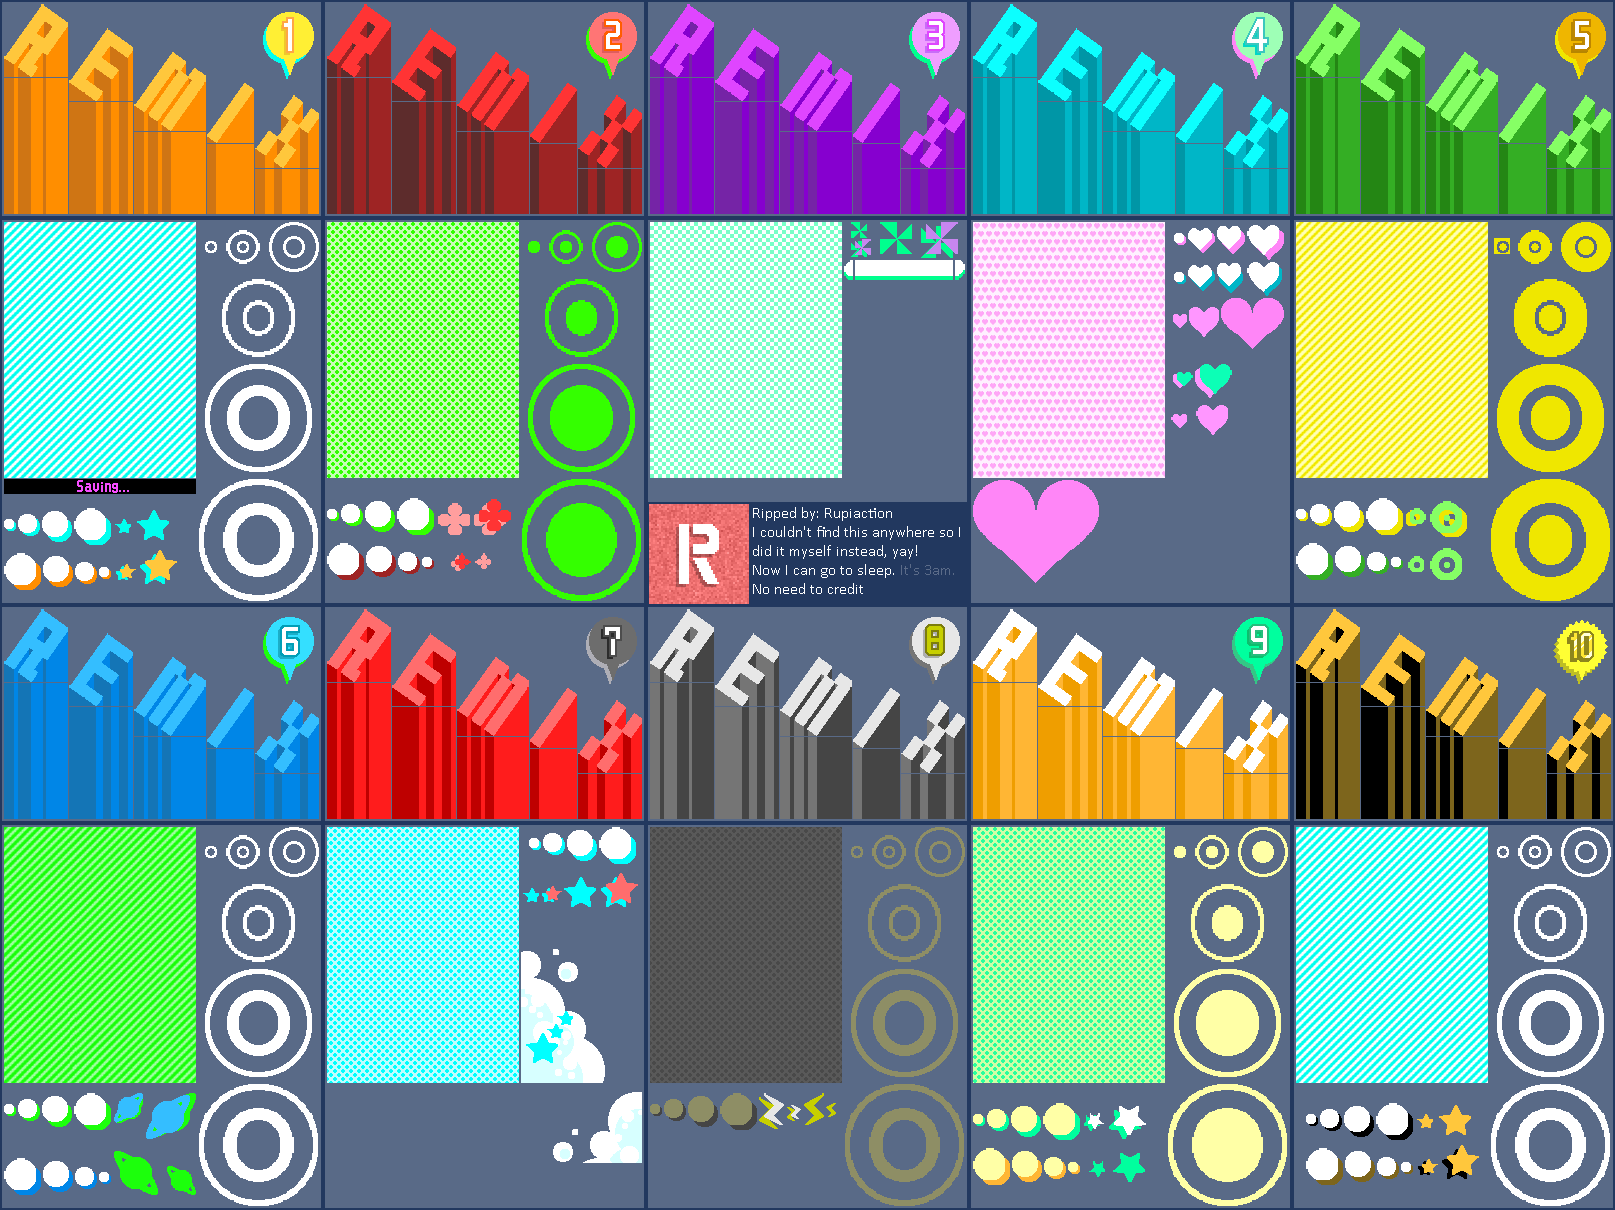 REMIX 1
REMIX 2
REMIX 3
REMIX 4
REMIX 5
Saving...
R
Ripped by: Rupiaction
I couldn't find this anywhere so I
did it myself instead, yay!
Now I can go to sleep. It's 3am.
No need to credit
REMIX 6
REMIX 7
REMIX 8
REMIX 9
REMIX 10